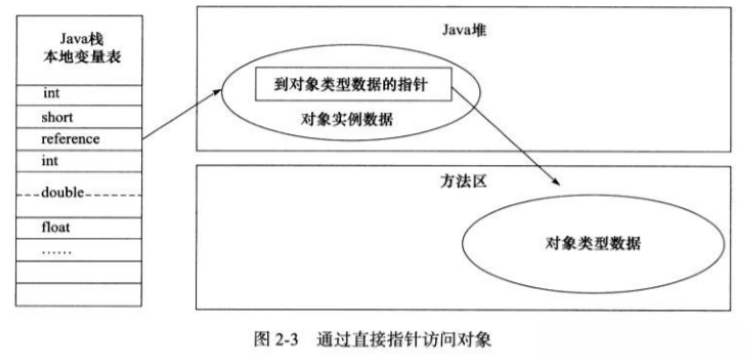 Java栈
本地变量表
int
short
reference
int
double
float
……
Java堆
到对象类型数据的指针
对象实例数据
方法区
对象类型数据
图 2-3 通过直接指针访问对象